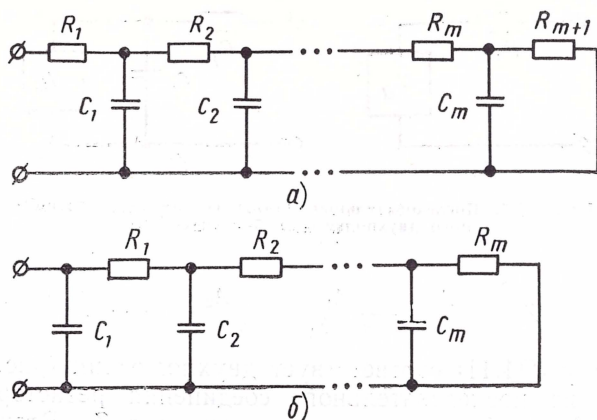 R1 R2 Rm Rm+1
C1 C2 Cm
а)
R1 R2 Rm
C1 C2 Cm
б)